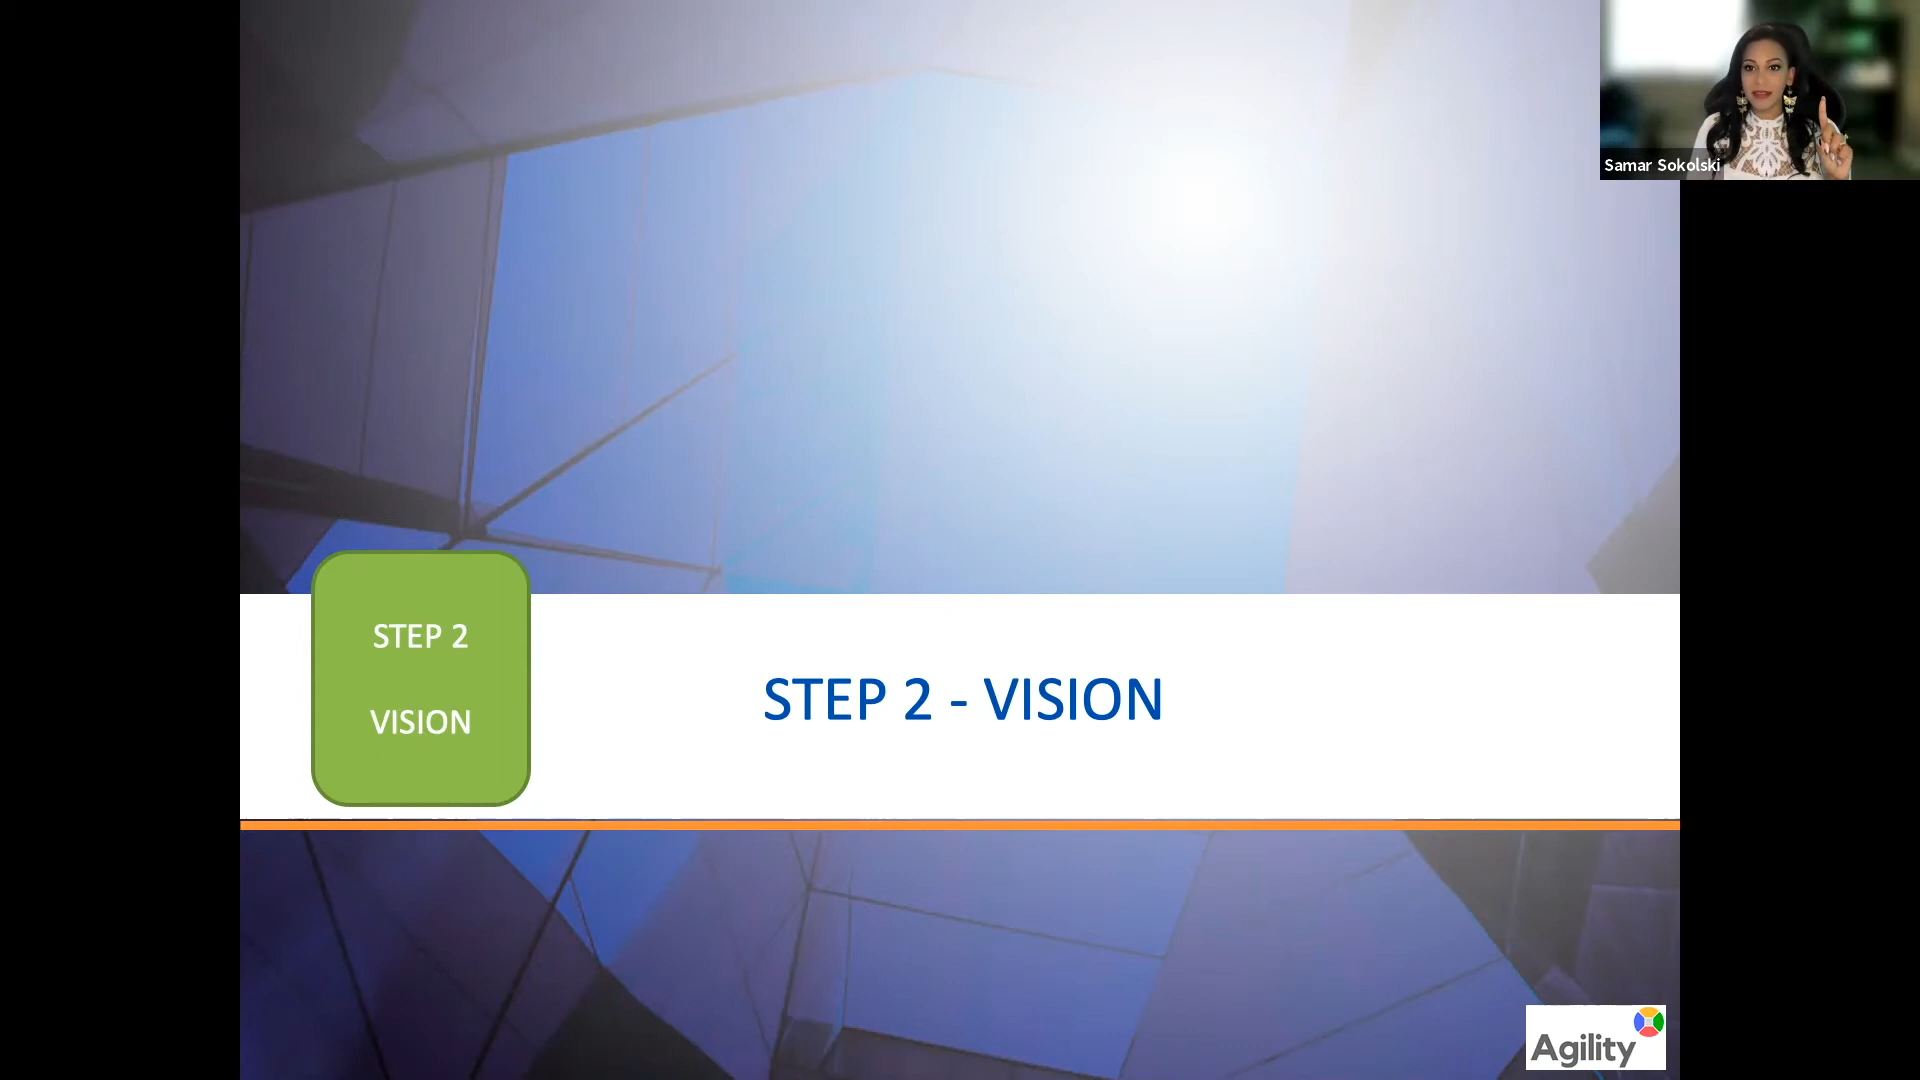 Samar Sokolski
STEP 2
VISION
STEP 2 - VISION
Agility